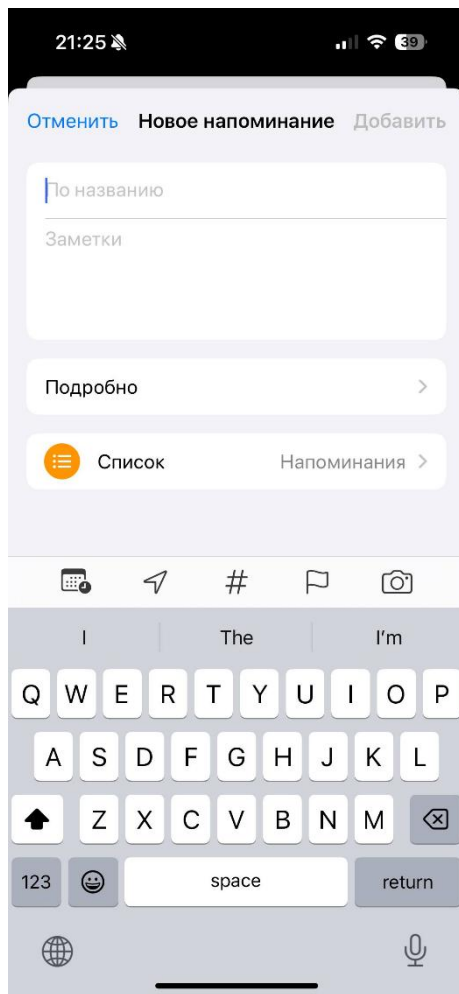 21:25
39
Отменить Новое напоминание Добавить
По названию
Заметки
Подробно
Список Напоминания
I The I'm
Q W E R T Y U I O P
A S D F G H J K L
Z X C V B N M
123 space return